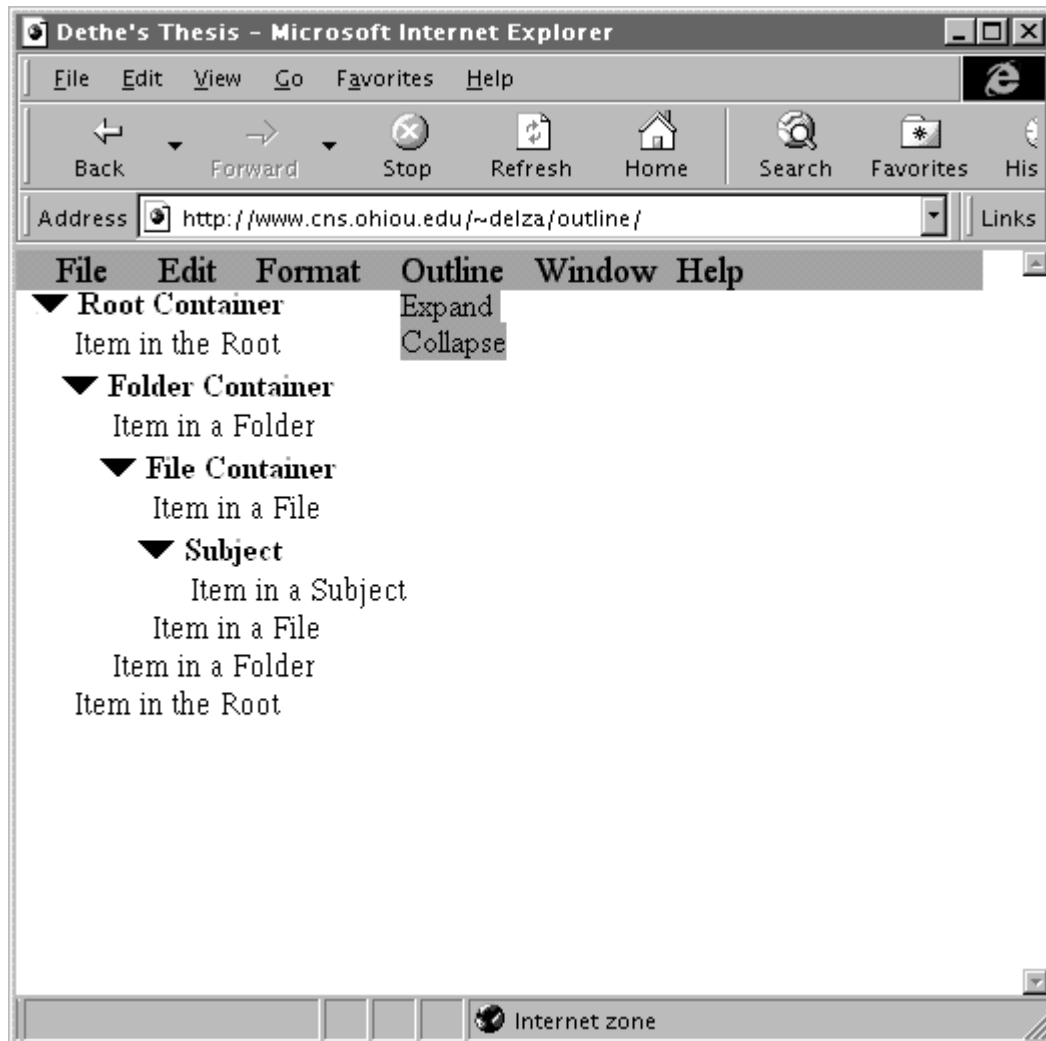 Dethe's Thesis – Microsoft Internet Explorer
File Edit View Go Favorites Help
Back Forward Stop Refresh Home Search Favorites His
Address http://www.cns.ohiou.edu/~delza/outline/ Links
File Edit Format Outline Window Help
Root Container Expand
Item in the Root Collapse
Folder Container
Item in a Folder
File Container
Item in a File
Subject
Item in a Subject
Item in a File
Item in a Folder
Item in the Root
Internet zone